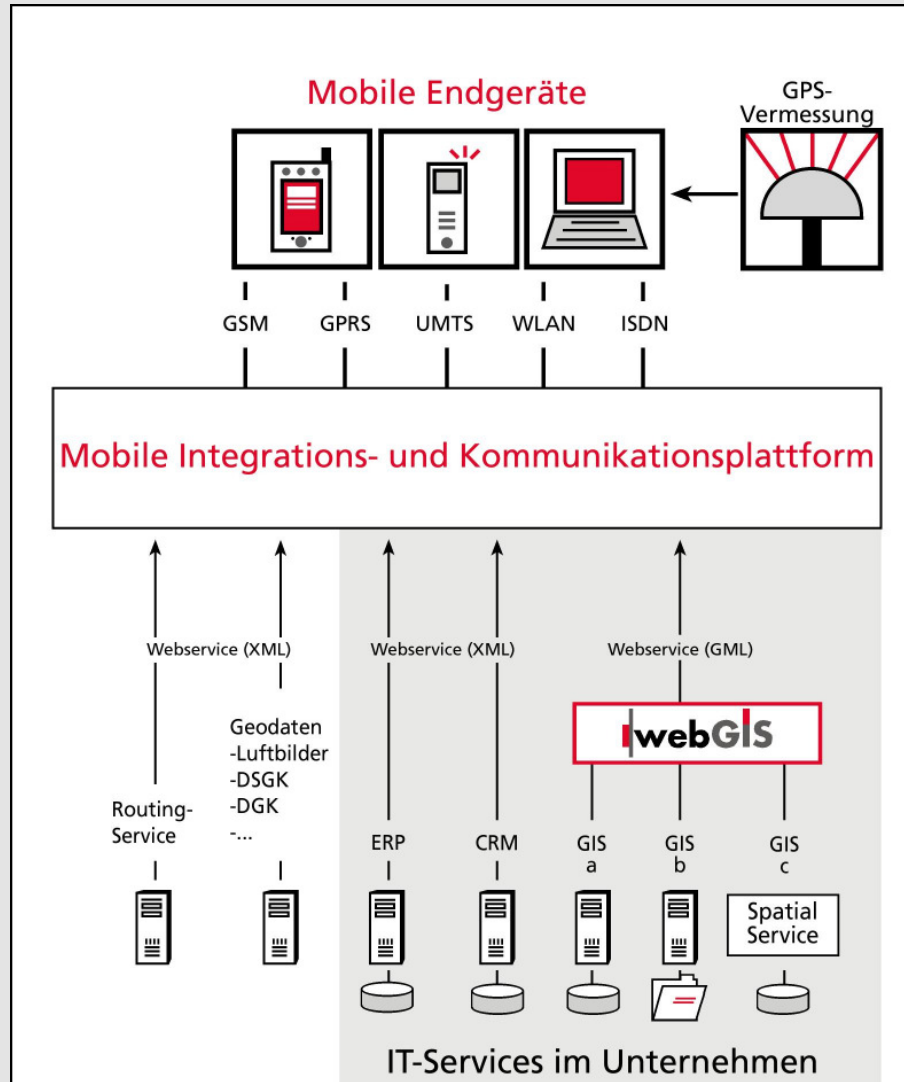 Mobile Endgeräte
GPS-
Vermessung
GSM
GPRS
UMTS
WLAN
ISDN
Mobile Integrations- und Kommunikationsplattform
Webservice (XML)
Webservice (XML)
Webservice (GML)
webGIS
Geodaten
-Luftbilder
-DSGK
-DGK
-...
Routing-
Service
ERP
CRM
GIS
a
GIS
b
GIS
c
Spatial
Service
IT-Services im Unternehmen